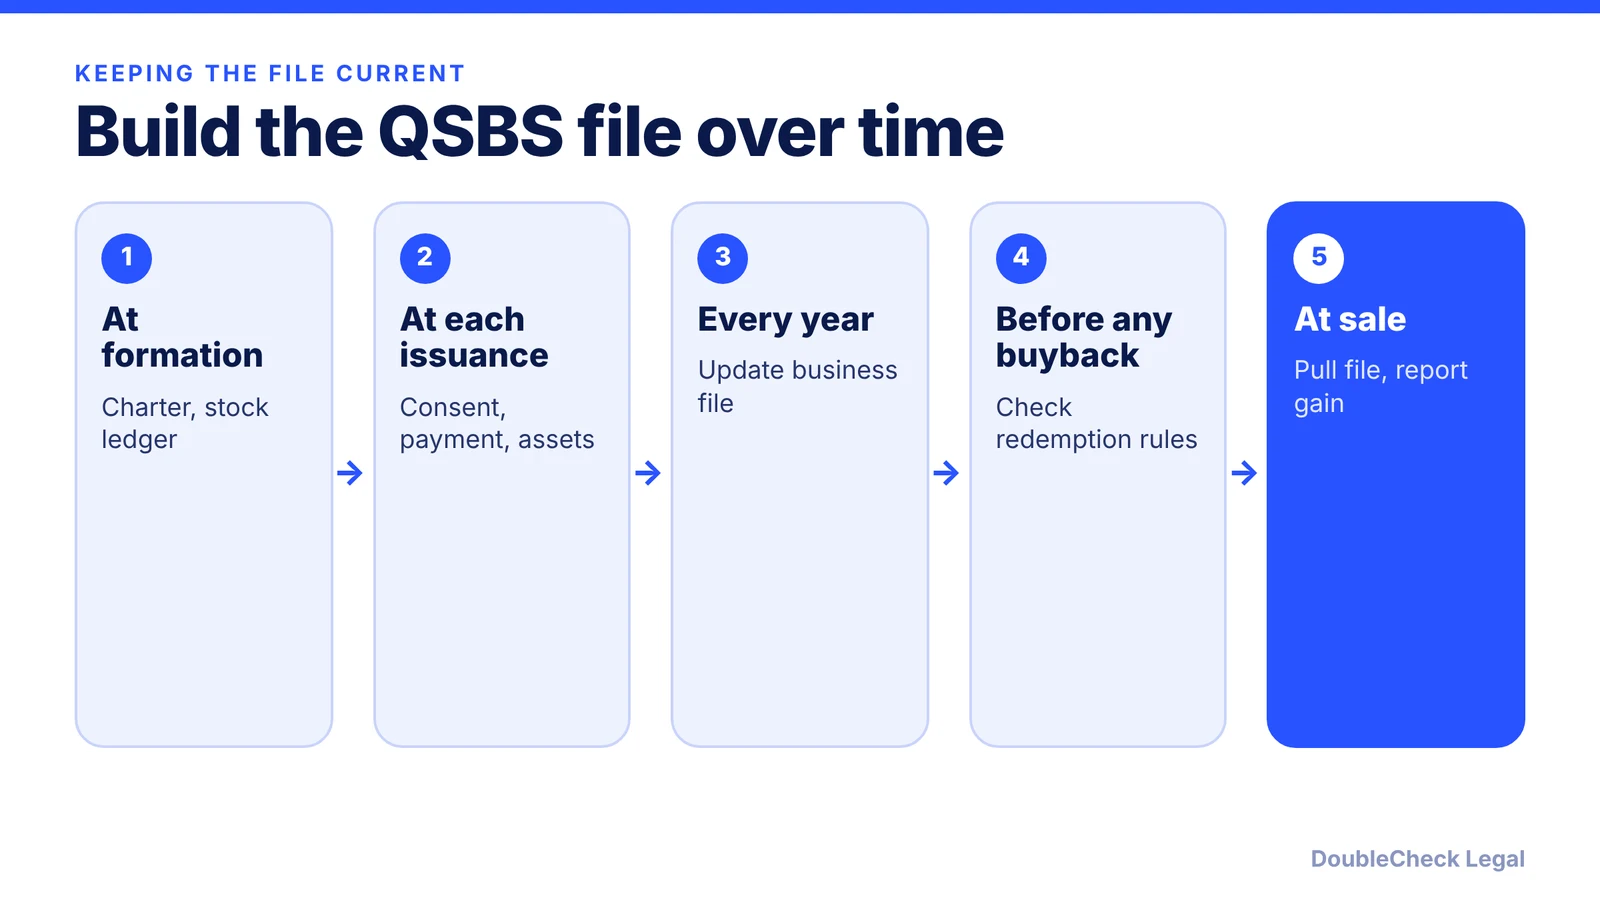 KEEPING THE FILE CURRENT
Build the QSBS file over time
1
At
formation
Charter, stock
ledger
→
2
At each
issuance
Consent,
payment, assets
→
3
Every year
Update business
file
→
4
Before any
buyback
Check
redemption rules
→
5
At sale
Pull file, report
gain
DoubleCheck Legal